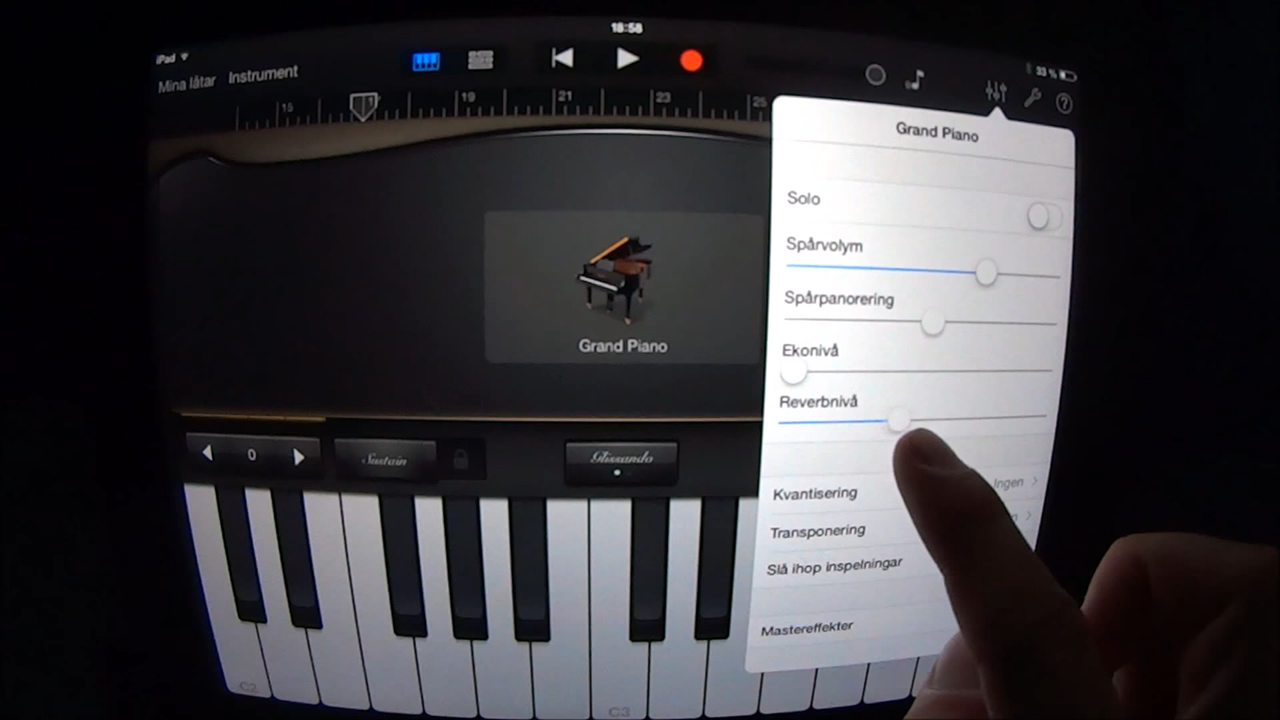 18:58
iPad
33 %
Mina låtar Instrument
15 17 19 21 23 25
?
Grand Piano
Solo
Spårvolym
Spårpanorering
Ekonivå
Reverbnivå
Kvantisering Ingen
Transponering
Slå ihop inspelningar
Mastereffekter
Grand Piano
0
Sustain
Glissando
C2
C3